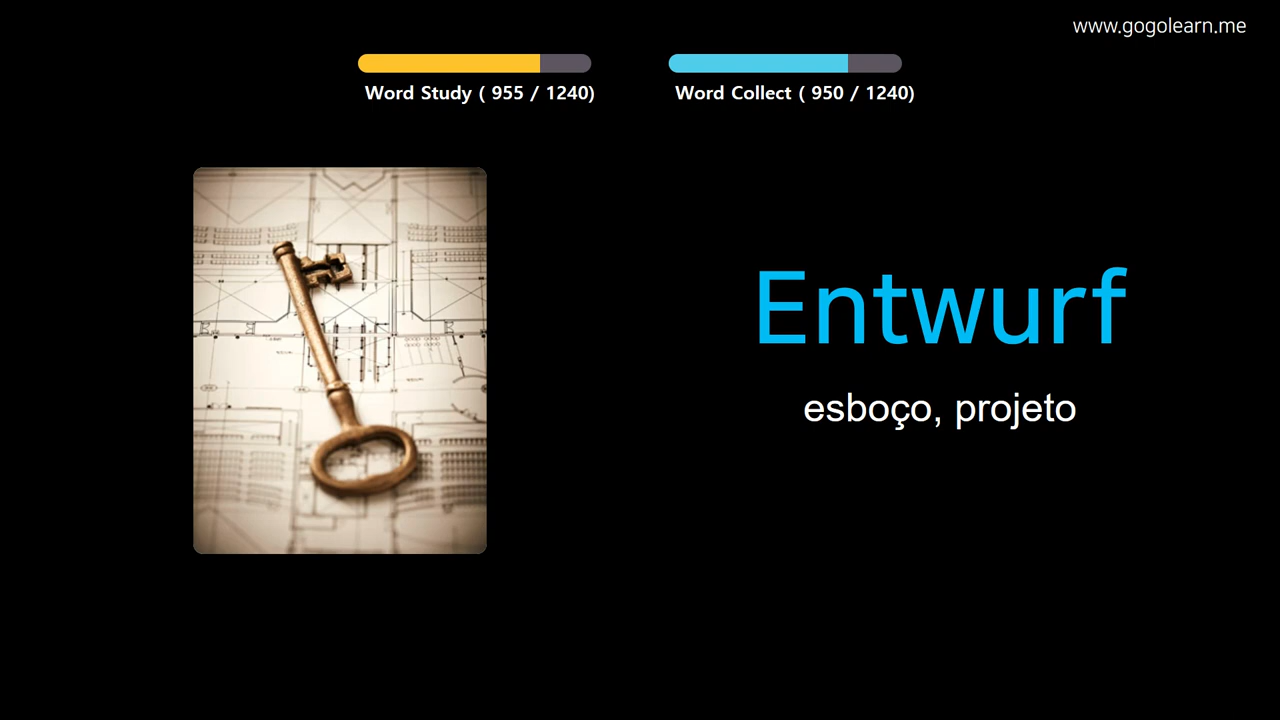 www.gogolearn.me
Word Study ( 955 / 1240)
Word Collect ( 950 / 1240)
Entwurf
esboço, projeto